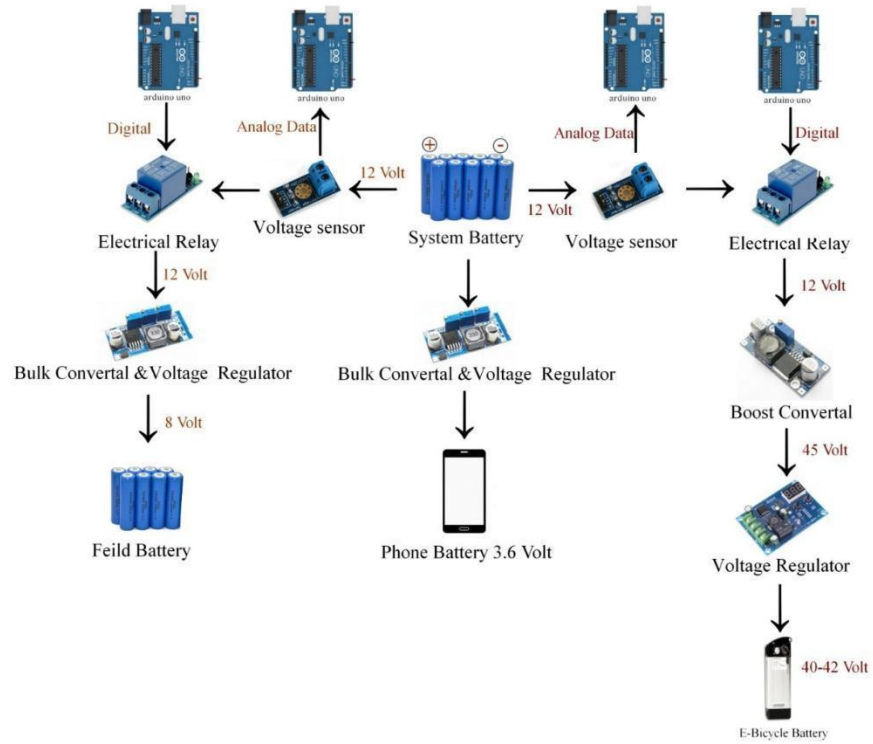 arduino uno
arduino uno
arduino uno
arduino uno
Digital
Analog Data
Analog Data
Digital
+
-
12 Volt
12 Volt
Electrical Relay
Voltage sensor
System Battery
Voltage sensor
Electrical Relay
12 Volt
12 Volt
Bulk Convertal &Voltage Regulator
Bulk Convertal &Voltage Regulator
Boost Convertal
8 Volt
45 Volt
Feild Battery
Phone Battery 3.6 Volt
Voltage Regulator
40-42 Volt
E-Bicycle Battery